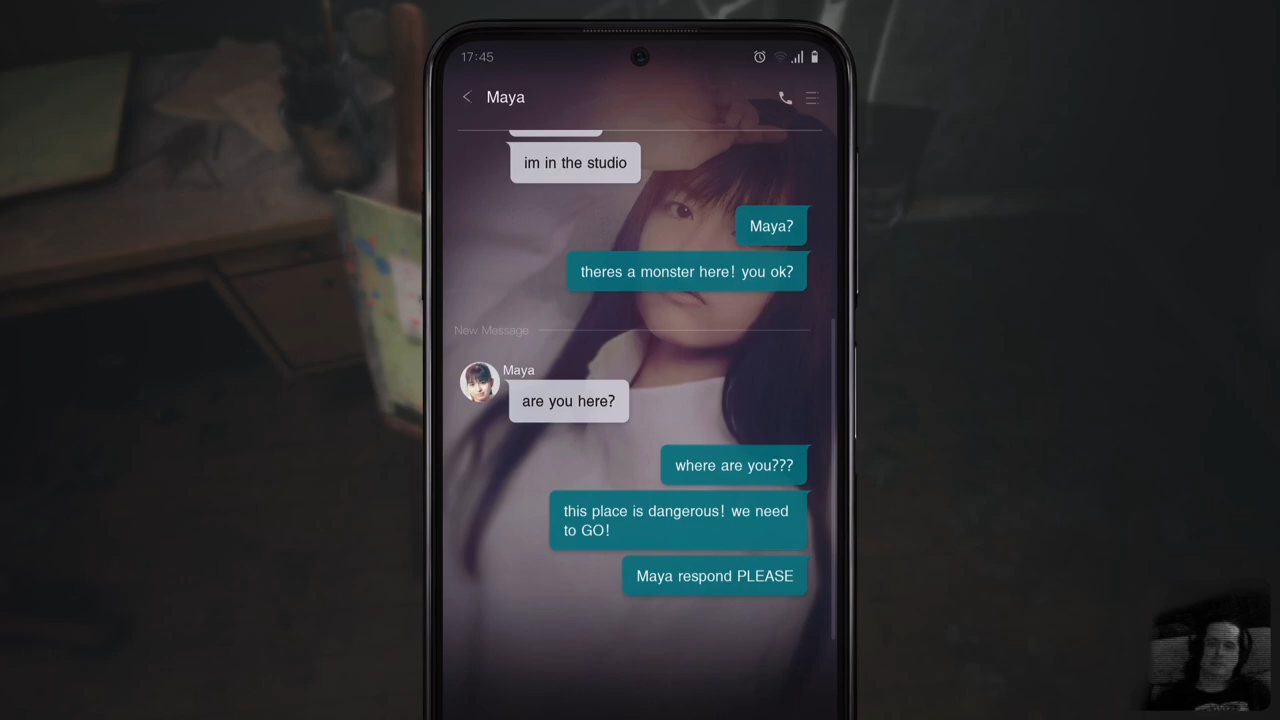 17:45
Maya
im in the studio
Maya?
theres a monster here! you ok?
New Message
Maya
are you here?
where are you???
this place is dangerous! we need
to GO!
Maya respond PLEASE